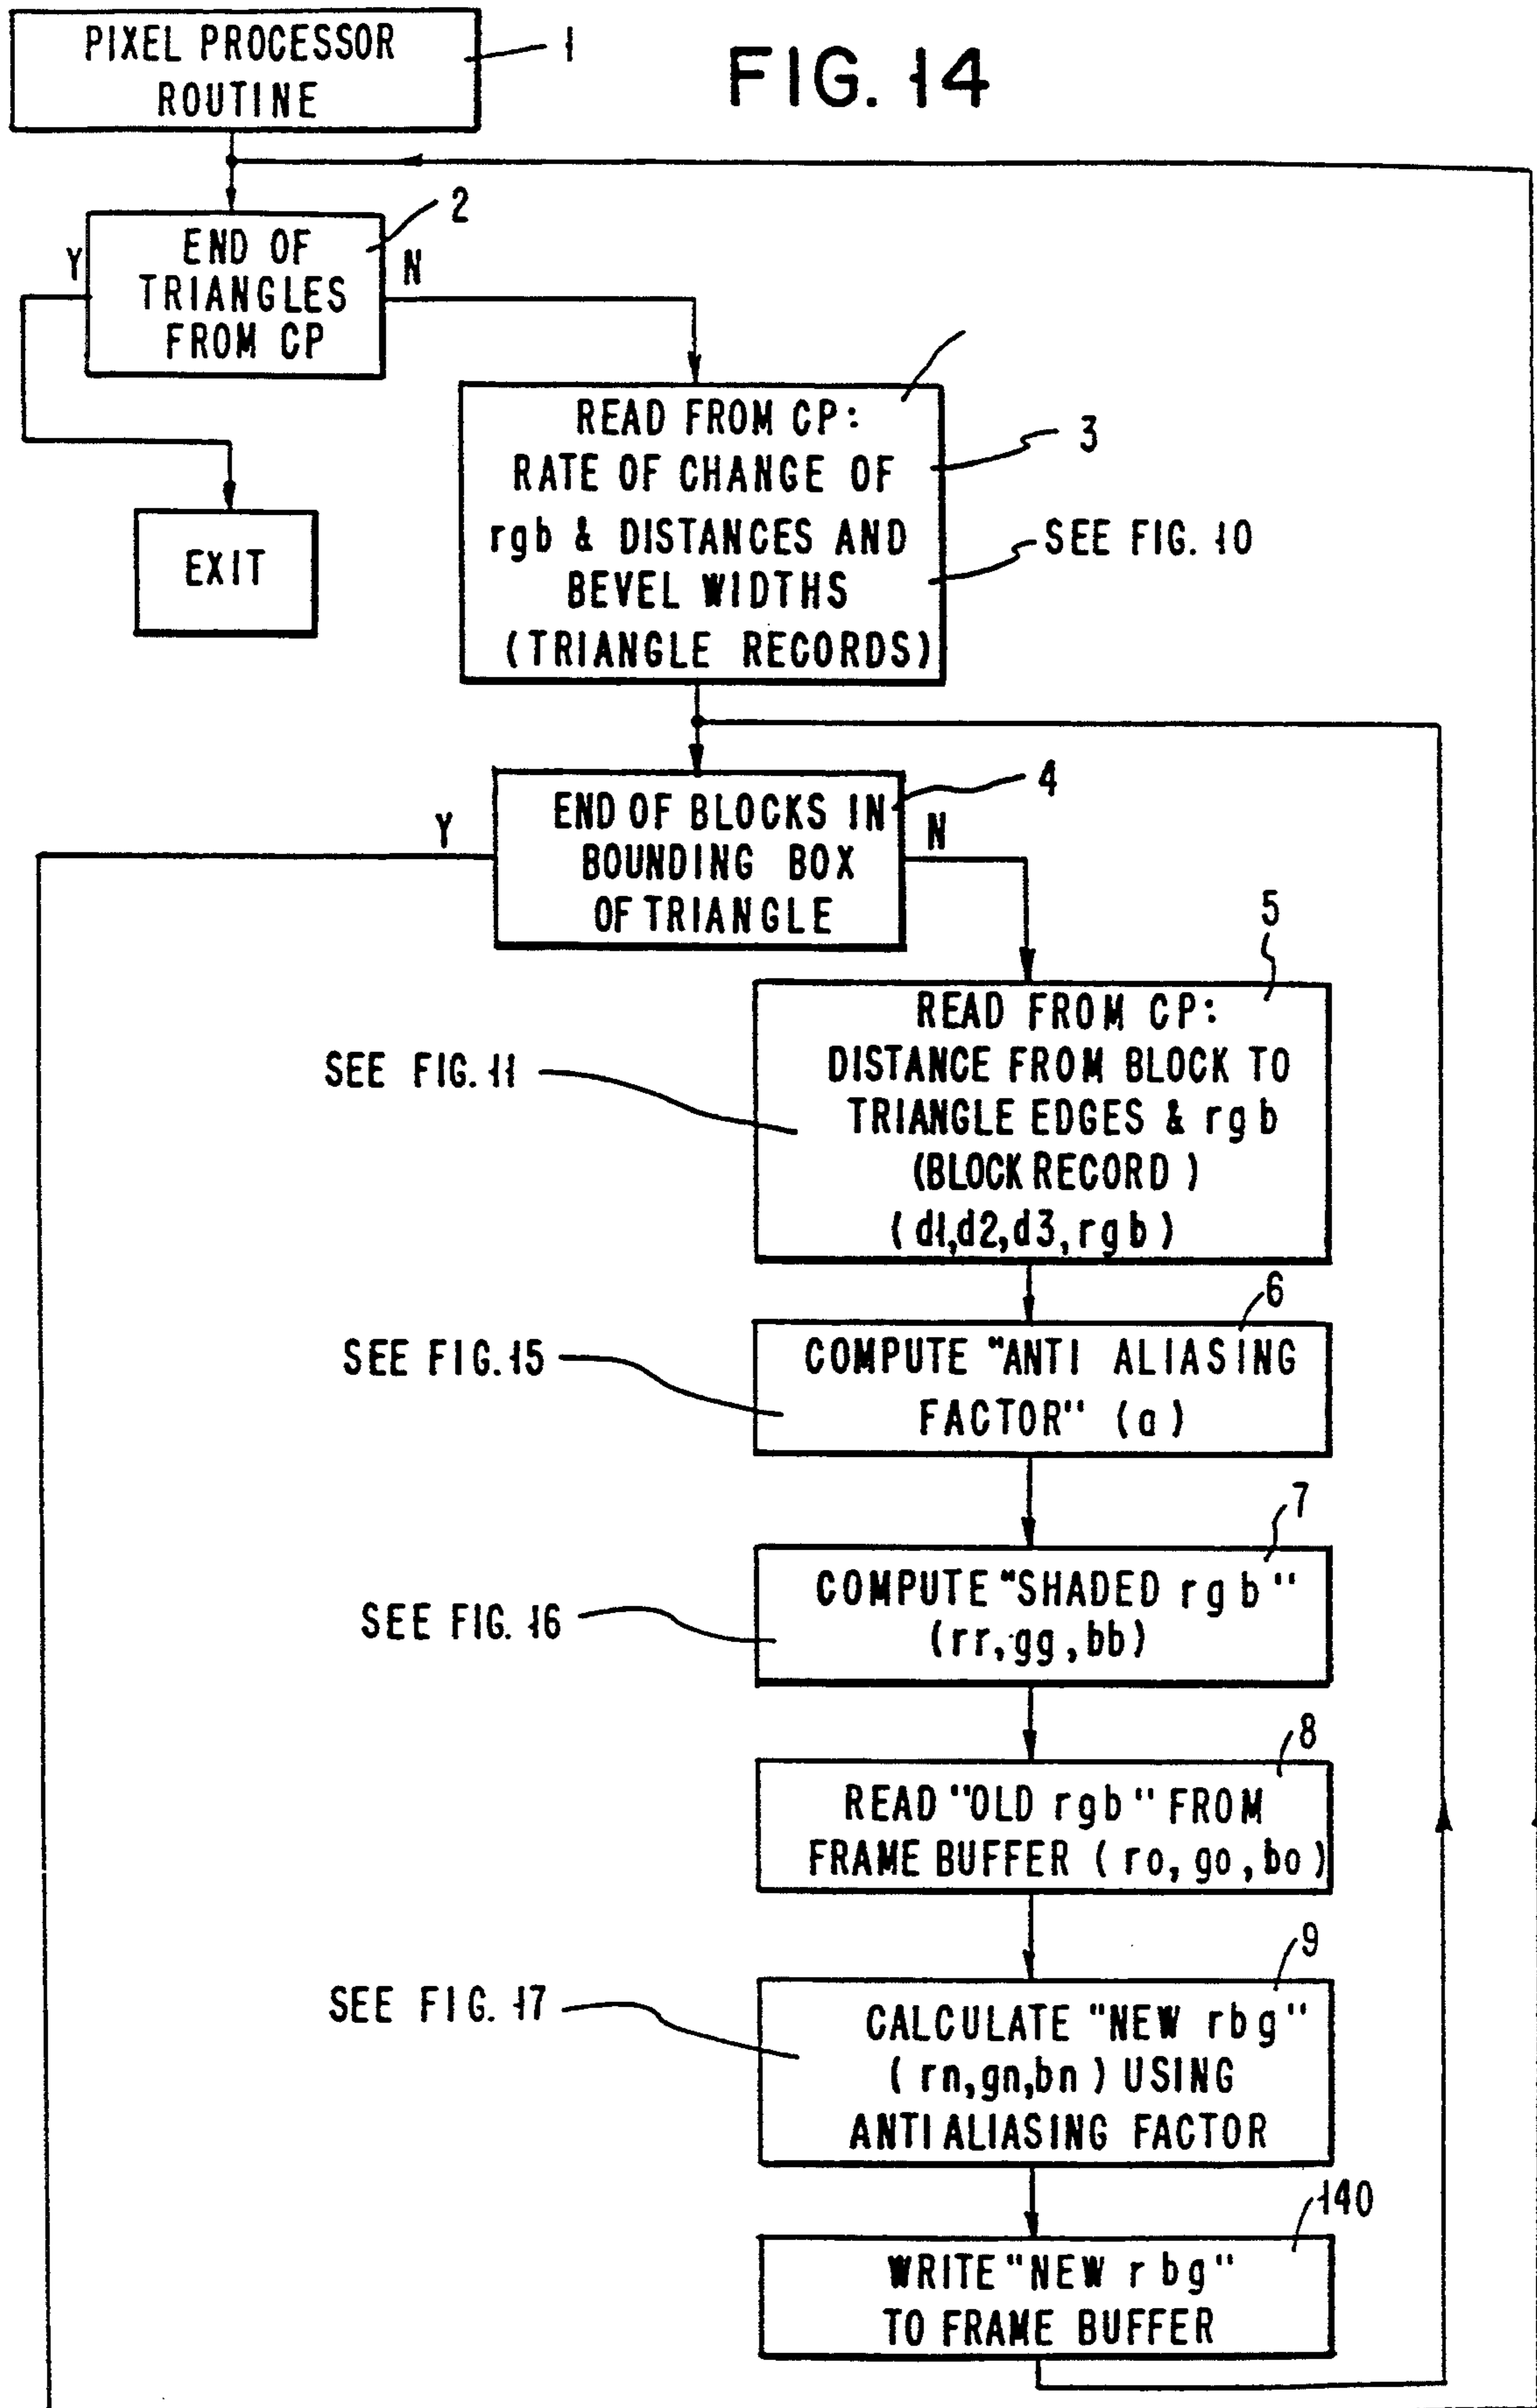 PIXEL PROCESSOR
ROUTINE
1
FIG. 14
2
END OF
TRIANGLES
FROM CP
Y
N
EXIT
READ FROM CP:
RATE OF CHANGE OF
rgb & DISTANCES AND
BEVEL WIDTHS
(TRIANGLE RECORDS)
3
SEE FIG. 10
4
END OF BLOCKS IN
BOUNDING BOX
OF TRIANGLE
Y
N
5
READ FROM CP:
DISTANCE FROM BLOCK TO
TRIANGLE EDGES & rgb
(BLOCK RECORD)
(d1,d2,d3,rgb)
SEE FIG. 11
6
COMPUTE "ANTI ALIASING
FACTOR" (a)
SEE FIG. 15
7
COMPUTE "SHADED rgb"
(rr,gg,bb)
SEE FIG. 16
8
READ "OLD rgb" FROM
FRAME BUFFER (ro,go,bo)
9
CALCULATE "NEW rbg"
(rn,gn,bn) USING
ANTIALIASING FACTOR
SEE FIG. 17
140
WRITE "NEW rbg"
TO FRAME BUFFER